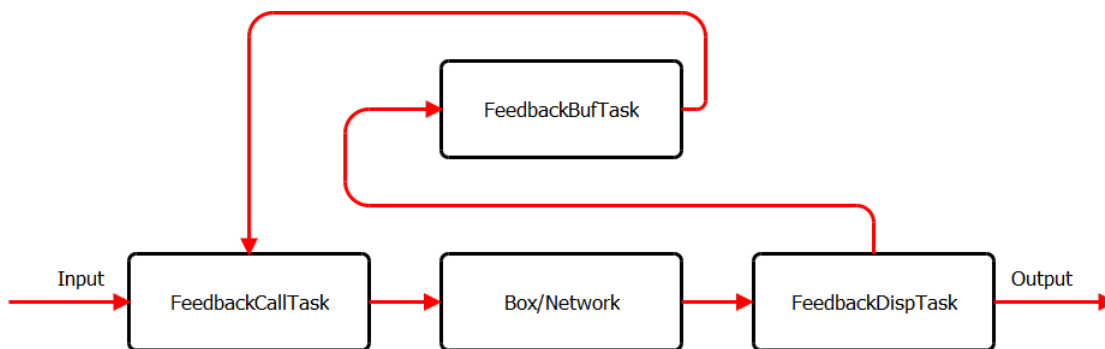 FeedbackBufTask
Input
FeedbackCallTask
Box/Network
FeedbackDispTask
Output